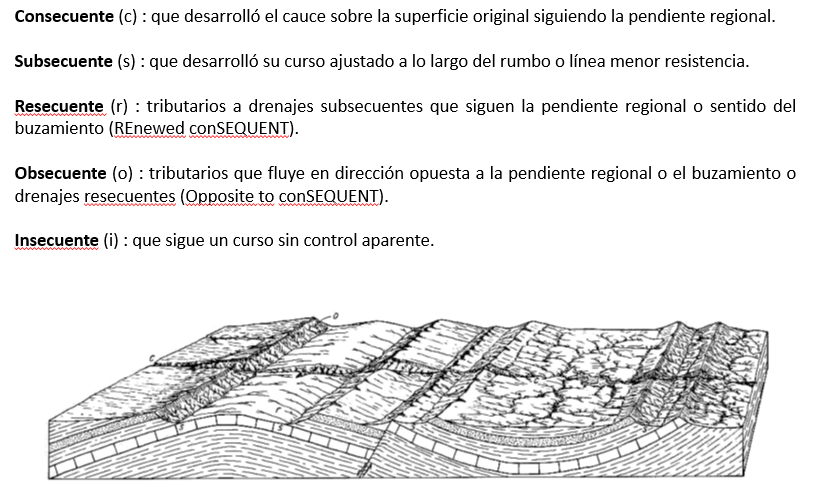 Consecuente (c) : que desarrolló el cauce sobre la superficie original siguiendo la pendiente regional.
Subsecuente (s) : que desarrolló su curso ajustado a lo largo del rumbo o línea menor resistencia.
Resecuente (r) : tributarios a drenajes subsecuentes que siguen la pendiente regional o sentido del
buzamiento (REnewed conSEQUENT).
Obsecuente (o) : tributarios que fluye en dirección opuesta a la pendiente regional o el buzamiento o
drenajes resecuentes (Opposite to conSEQUENT).
Insecuente (i) : que sigue un curso sin control aparente.